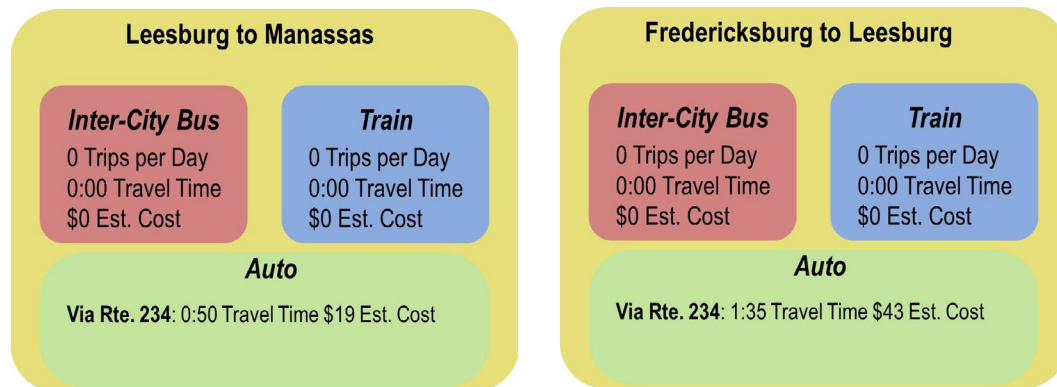 Leesburg to Manassas
Inter-City Bus
0 Trips per Day
0:00 Travel Time
$0 Est. Cost
Train
0 Trips per Day
0:00 Travel Time
$0 Est. Cost
Auto
Via Rte. 234: 0:50 Travel Time $19 Est. Cost
Fredericksburg to Leesburg
Inter-City Bus
0 Trips per Day
0:00 Travel Time
$0 Est. Cost
Train
0 Trips per Day
0:00 Travel Time
$0 Est. Cost
Auto
Via Rte. 234: 1:35 Travel Time $43 Est. Cost